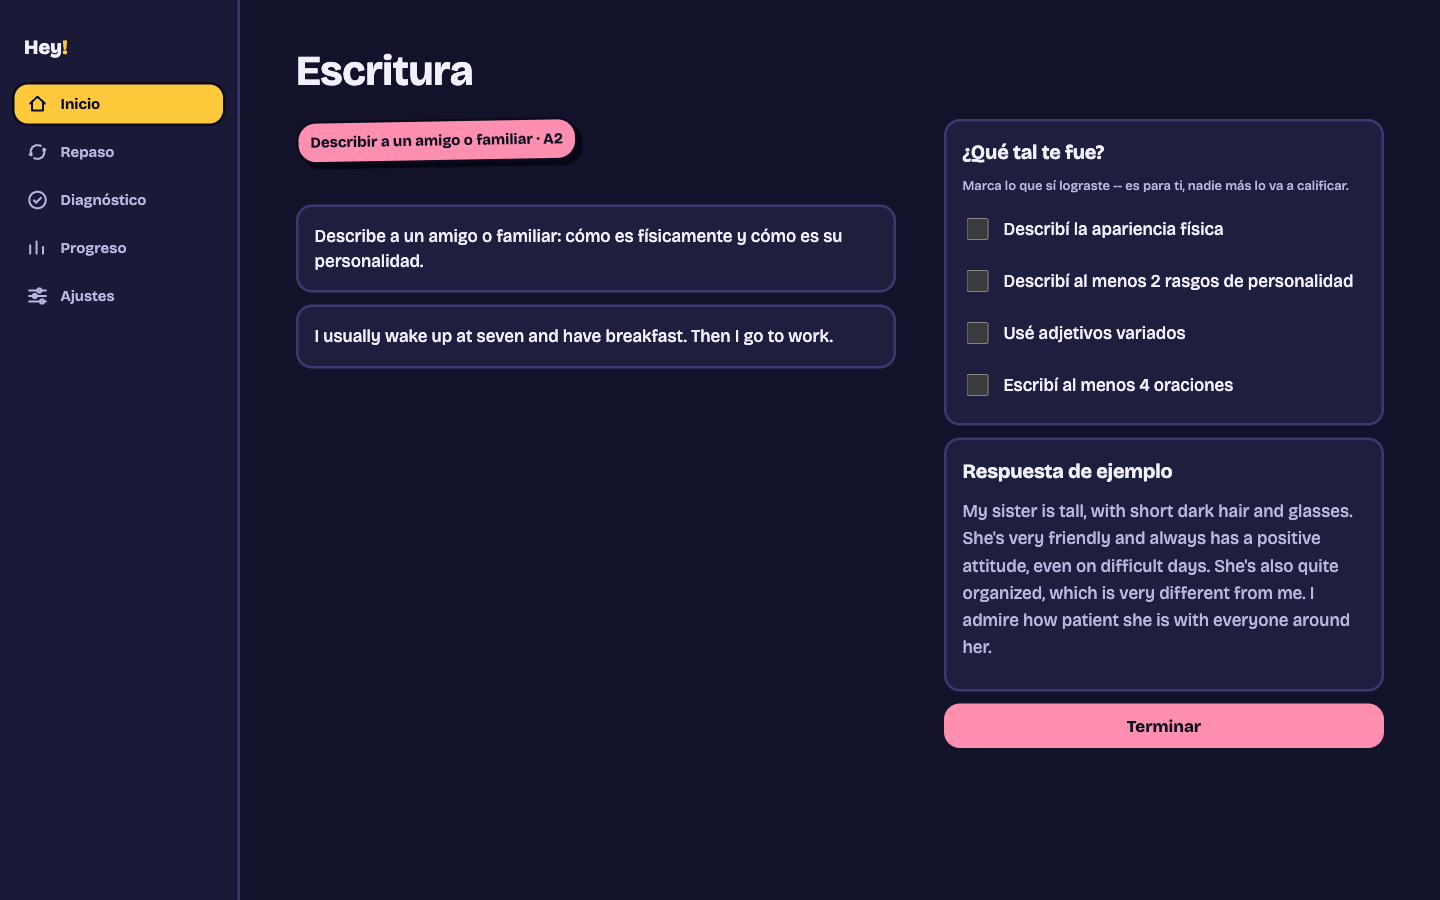 Hey!
Inicio
Repaso
Diagnóstico
Progreso
Ajustes
Escritura
Describir a un amigo o familiar · A2
Describe a un amigo o familiar: cómo es físicamente y cómo es su
personalidad.
I usually wake up at seven and have breakfast. Then I go to work.
¿Qué tal te fue?
Marca lo que sí lograste -- es para ti, nadie más lo va a calificar.
Describí la apariencia física
Describí al menos 2 rasgos de personalidad
Usé adjetivos variados
Escribí al menos 4 oraciones
Respuesta de ejemplo
My sister is tall, with short dark hair and glasses.
She's very friendly and always has a positive
attitude, even on difficult days. She's also quite
organized, which is very different from me. I
admire how patient she is with everyone around
her.
Terminar